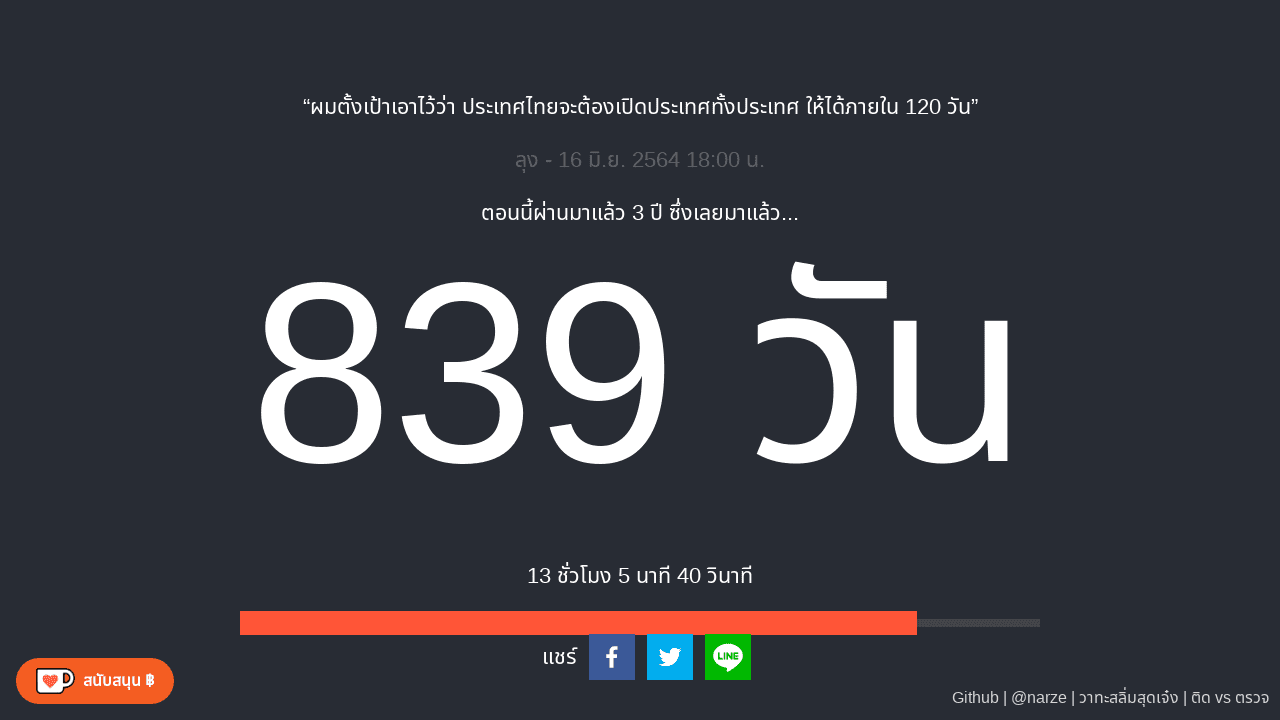 “ผมตั้งเป้าเอาไว้ว่า ประเทศไทยจะต้องเปิดประเทศทั้งประเทศ ให้ได้ภายใน 120 วัน”
ลุง - 16 มิ.ย. 2564 18:00 น.
ตอนนี้ผ่านมาแล้ว 3 ปี ซึ่งเลยมาแล้ว...
839 วัน
13 ชั่วโมง 5 นาที 40 วินาที
แชร์
LINE
สนับสนุน ฿
Github | @narze | วาทะสลิ่มสุดเจ๋ง | ติด vs ตรวจ